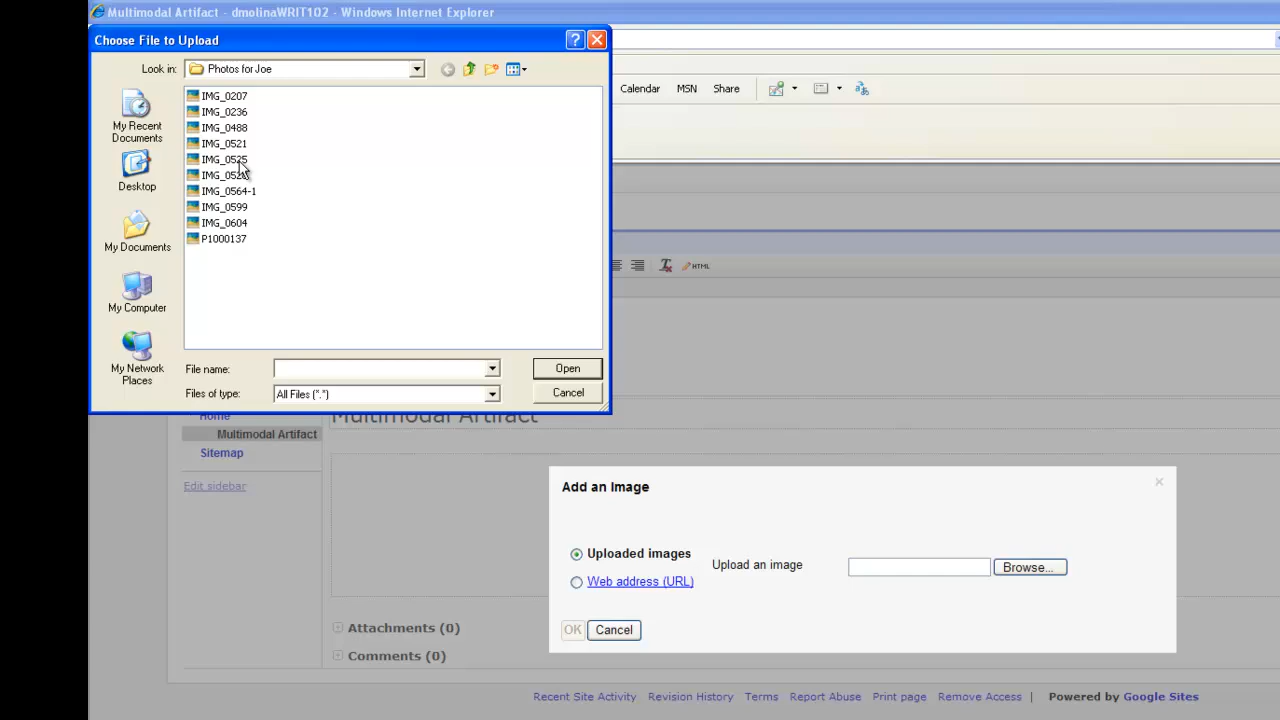 Multimodal Artifact - dmolinaWRIT102 - Windows Internet Explorer
Choose File to Upload
Look in:
Photos for Joe
Calendar MSN Share
My Recent
Documents
Desktop
My Documents
My Computer
My Network
Places
IMG_0207
IMG_0236
IMG_0488
IMG_0521
IMG_0525
IMG_0564-1
IMG_0599
IMG_0604
P1000137
HTML
File name:
Open
Files of type:
All Files (*.*)
Cancel
Home
Multimodal Artifact
Multimodal Artifact
Sitemap
Edit sidebar
Add an Image
Uploaded images
Web address (URL)
Upload an image
Browse...
OK Cancel
Attachments (0)
Comments (0)
Recent Site Activity Revision History Terms Report Abuse Print page Remove Access | Powered by Google Sites